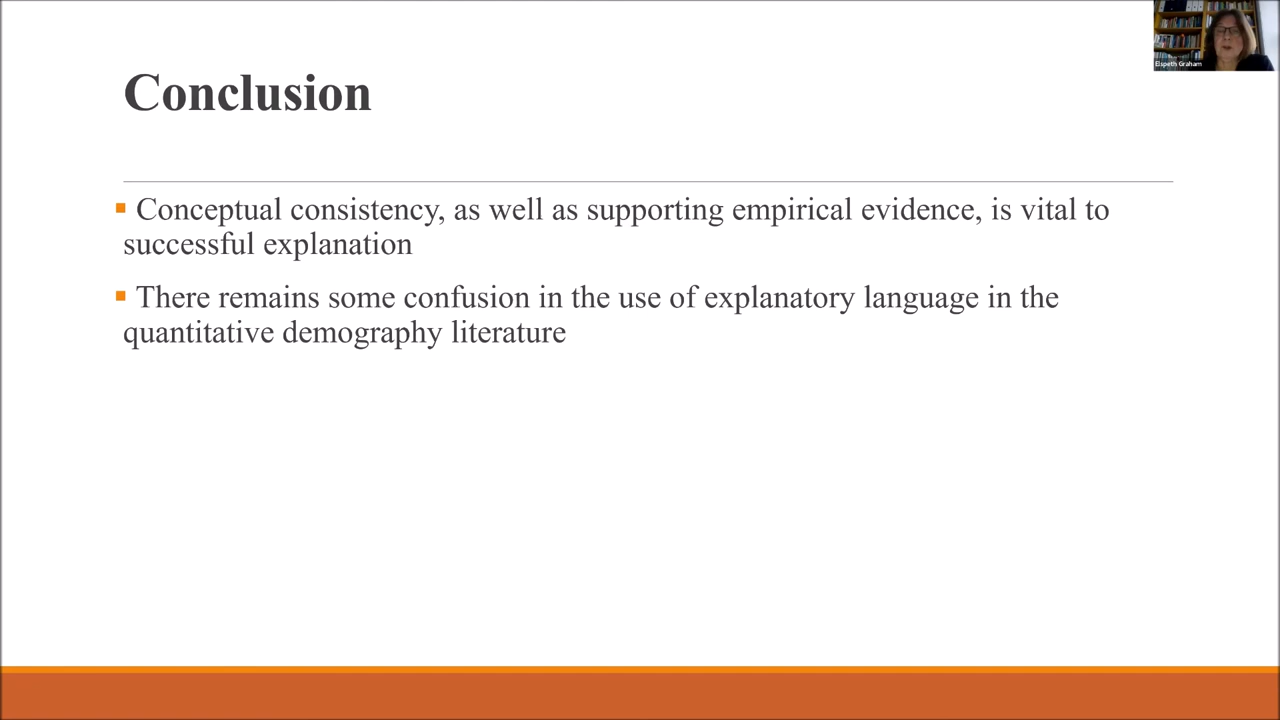 Conclusion
Elspeth Graham
▪ Conceptual consistency, as well as supporting empirical evidence, is vital to
successful explanation
▪ There remains some confusion in the use of explanatory language in the
quantitative demography literature